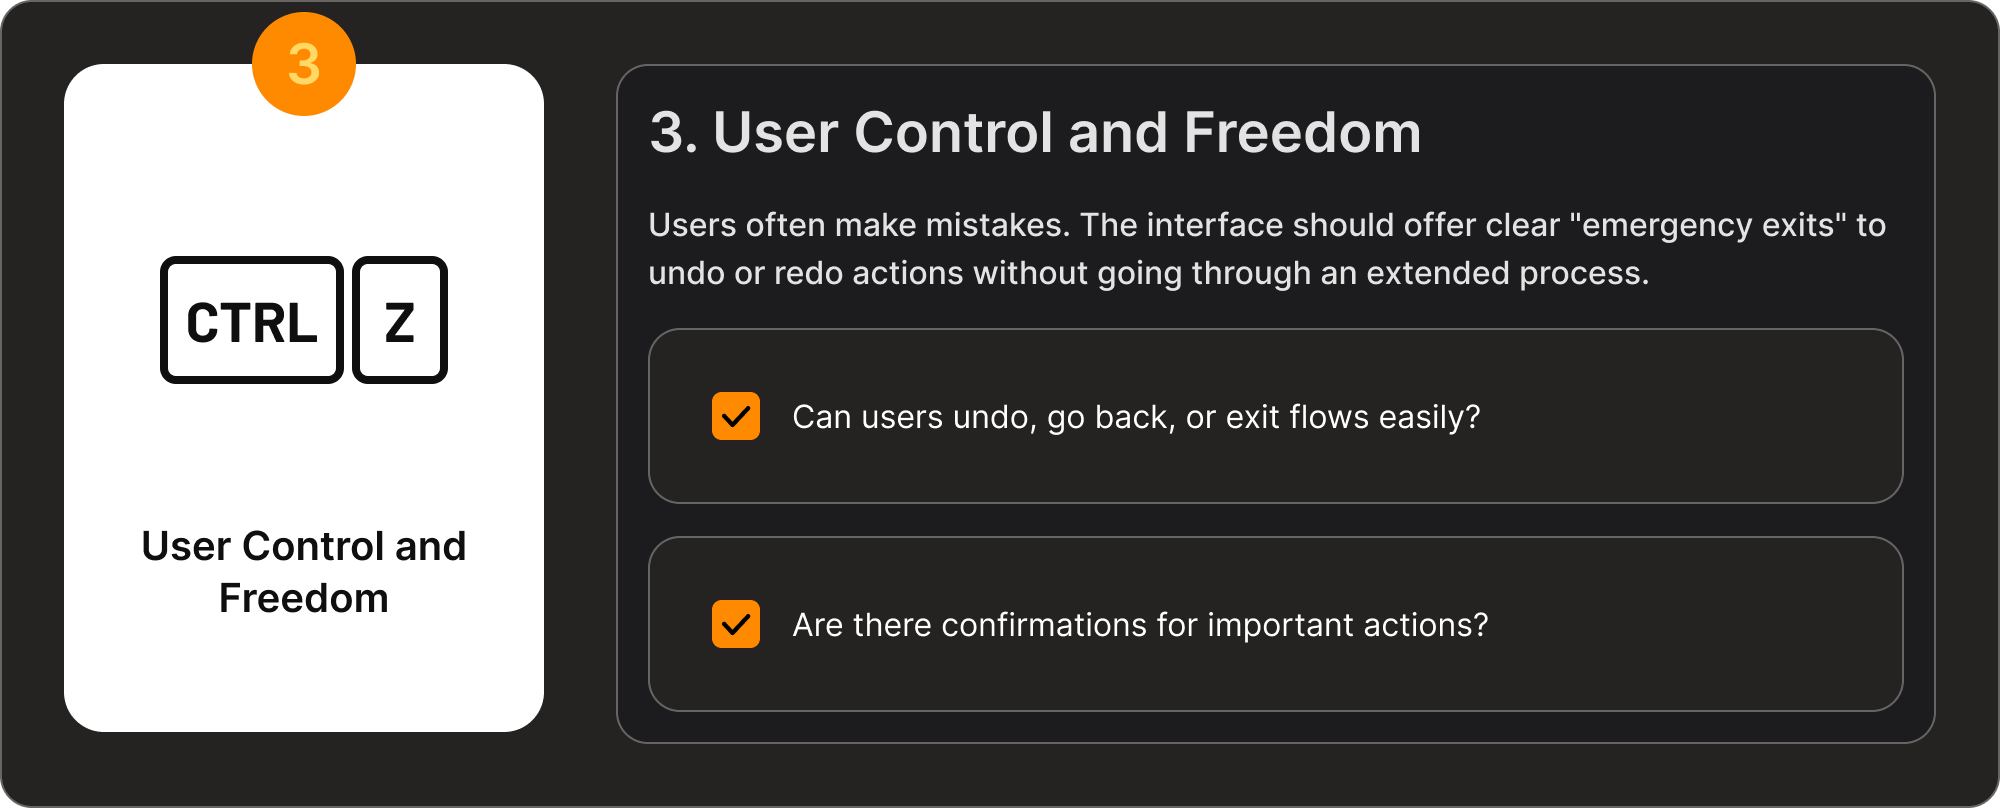 3
CTRL Z
User Control and
Freedom
3. User Control and Freedom
Users often make mistakes. The interface should offer clear "emergency exits" to
undo or redo actions without going through an extended process.
Can users undo, go back, or exit flows easily?
Are there confirmations for important actions?